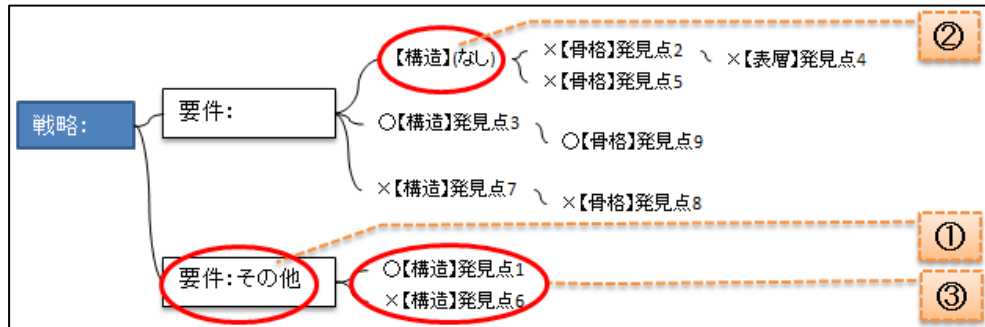 ②
【構造】(なし)
×【骨格】発見点2
×【表層】発見点4
×【骨格】発見点5
戦略:
要件:
○【構造】発見点3
○【骨格】発見点9
×【構造】発見点7
×【骨格】発見点8
①
要件:その他
○【構造】発見点1
×【構造】発見点6
③